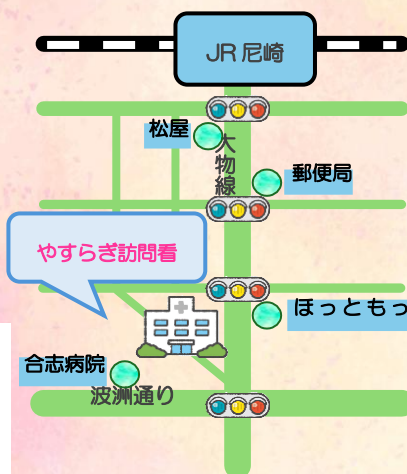 JR 尼崎
松屋
大物線
郵便局
やすらぎ訪問看
ほっともっ
合志病院
波洲通り